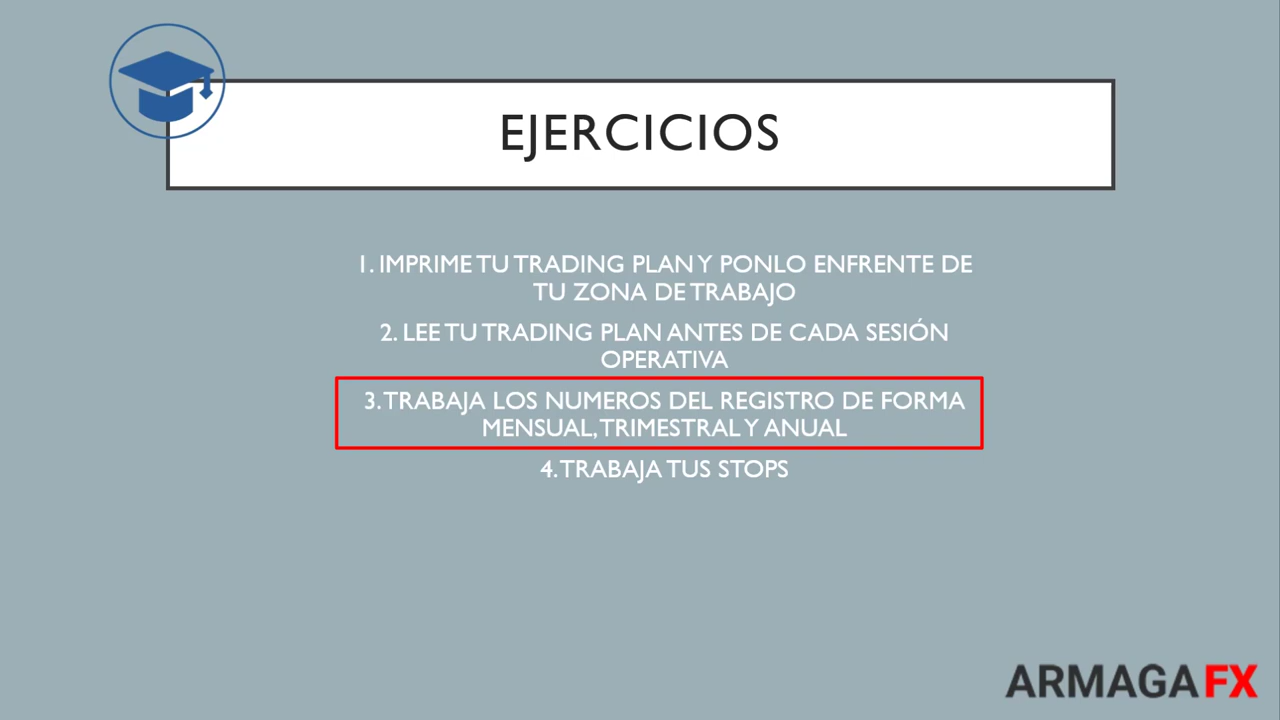 EJERCICIOS
1. IMPRIME TU TRADING PLAN Y PONLO ENFRENTE DE
TU ZONA DE TRABAJO
2. LEE TU TRADING PLAN ANTES DE CADA SESIÓN
OPERATIVA
3. TRABAJA LOS NUMEROS DEL REGISTRO DE FORMA
MENSUAL, TRIMESTRAL Y ANUAL
4. TRABAJA TUS STOPS
ARMAGAFX